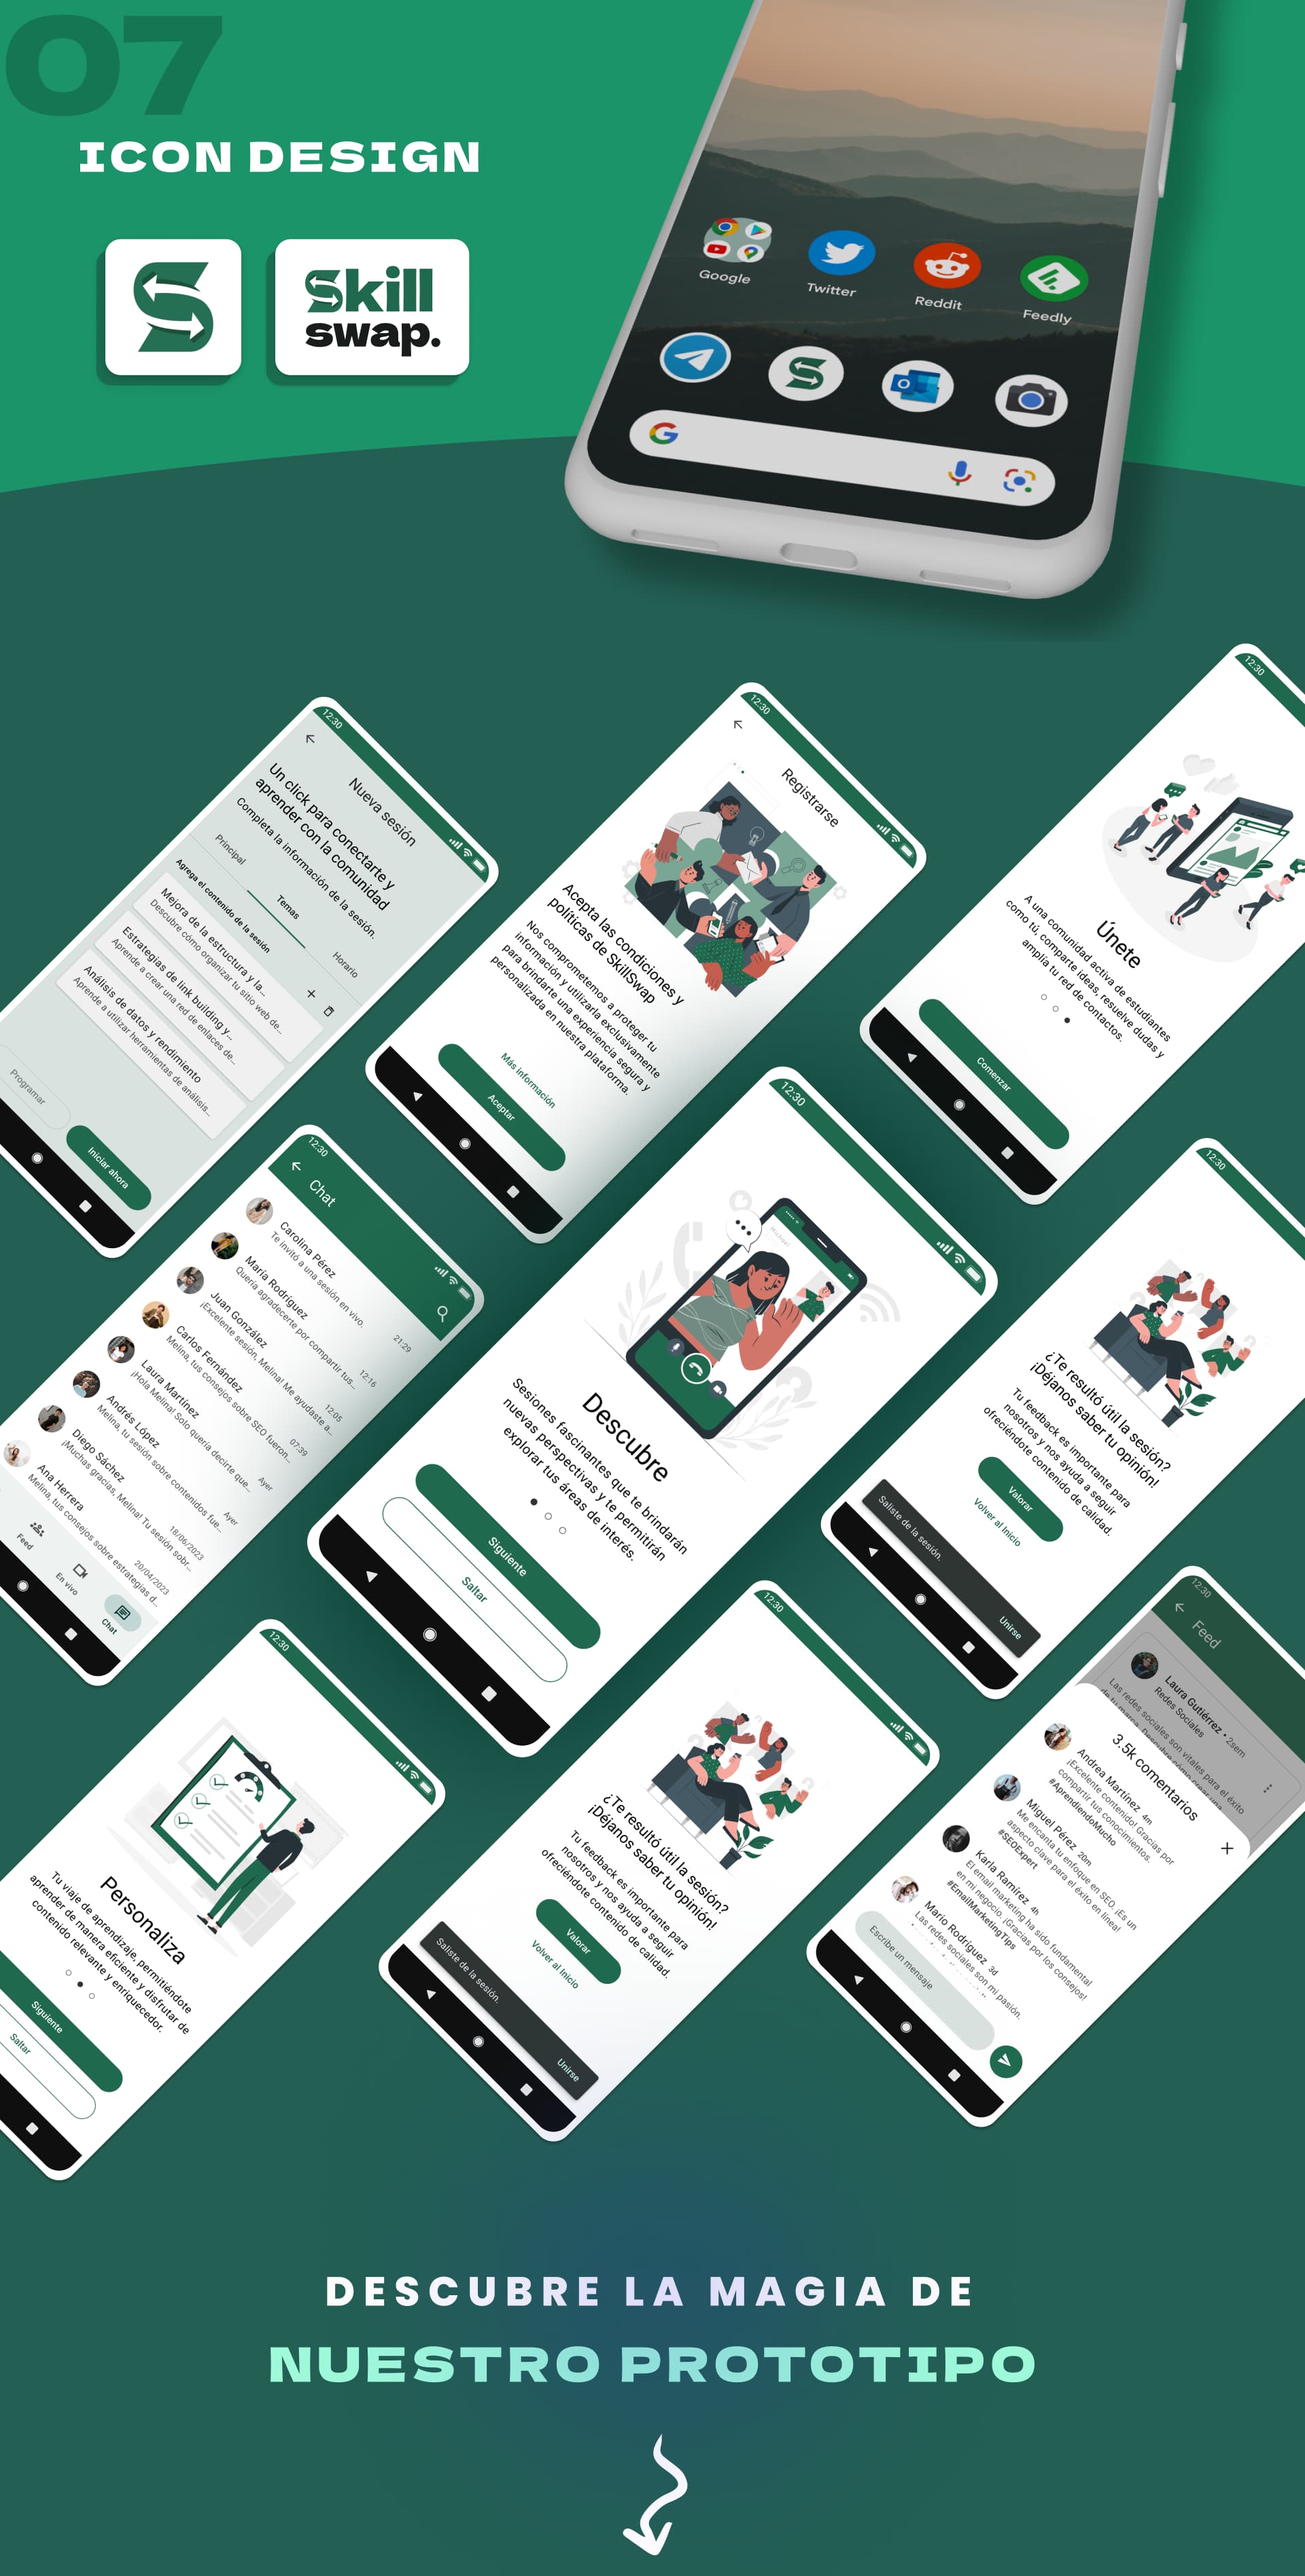 07
ICON DESIGN
Skill
swap.
Google
Twitter
Reddit
Feedly
12:30
Nueva sesión
Un click para conectarte y
aprender con la comunidad
Completa la información de la sesión.
Principal
Temas
Horario
Agrega el contenido de la sesión
Mejora de la estructura y la...
Descubre cómo organizar tu sitio web de...
Estrategias de link building y...
Aprende a crear una red de enlaces de...
Análisis de datos y rendimiento
Aprende a utilizar herramientas de análisis...
Programar
Iniciar ahora
12:30
Registrarse
Acepta las condiciones y
políticas de SkillSwap
Nos comprometemos a proteger tu
información y utilizarla exclusivamente
para brindarte una experiencia segura y
personalizada en nuestra plataforma.
Más información
Aceptar
12:30
Únete
A una comunidad activa de estudiantes
como tú, comparte ideas, resuelve dudas y
amplía tu red de contactos.
Comenzar
12:30
Chat
Carolina Pérez
Te invitó a una sesión en vivo.
21:29
María Rodríguez
Quería agradecerte por compartir tus...
12:16
Juan González
¡Excelente sesión, Melina! Me ayudaste a...
12:05
Carlos Fernández
Melina, tus consejos sobre SEO fueron...
07:39
Laura Martínez
¡Hola Melina! Solo quería decirte que...
Ayer
Andrés López
Melina, tu sesión sobre contenidos fue...
Ayer
Diego Sáchez
¡Muchas gracias, Melina! Tu sesión sobr...
18/06/2023
Ana Herrera
Melina, tus consejos sobre estrategias d...
20/04/2023
Feed
En vivo
Chat
12:30
Michael
Descubre
Sesiones fascinantes que te brindarán
nuevas perspectivas y te permitirán
explorar tus áreas de interés.
Siguiente
Saltar
12:30
¿Te resultó útil la sesión?
¡Déjanos saber tu opinión!
Tu feedback es importante para
nosotros y nos ayuda a seguir
ofreciéndote contenido de calidad.
Valorar
Volver al Inicio
Saliste de la sesión.
Unirse
12:30
Personaliza
Tu viaje de aprendizaje, permitiéndote
aprender de manera eficiente y disfrutar de
contenido relevante y enriquecedor.
Siguiente
Saltar
12:30
¿Te resultó útil la sesión?
¡Déjanos saber tu opinión!
Tu feedback es importante para
nosotros y nos ayuda a seguir
ofreciéndote contenido de calidad.
Valorar
Volver al Inicio
Saliste de la sesión.
Unirse
12:30
Feed
Laura Gutiérrez • 2sem
Redes Sociales
Las redes sociales son vitales para el éxito
3.5k comentarios
Andrea Martínez 4m
¡Excelente contenido! Gracias por
compartir tus conocimientos.
#AprendiendoMucho
Miguel Pérez 20m
Me encanta tu enfoque en SEO. ¡Es un
aspecto clave para el éxito en línea!
#SEOExpert
Karla Ramírez 4h
El email marketing ha sido fundamental
en mi negocio. ¡Gracias por los consejos!
#EmailMarketingTips
Mario Rodríguez 3d
Las redes sociales son mi pasión.
Escribe un mensaje
DESCUBRE LA MAGIA DE
NUESTRO PROTOTIPO